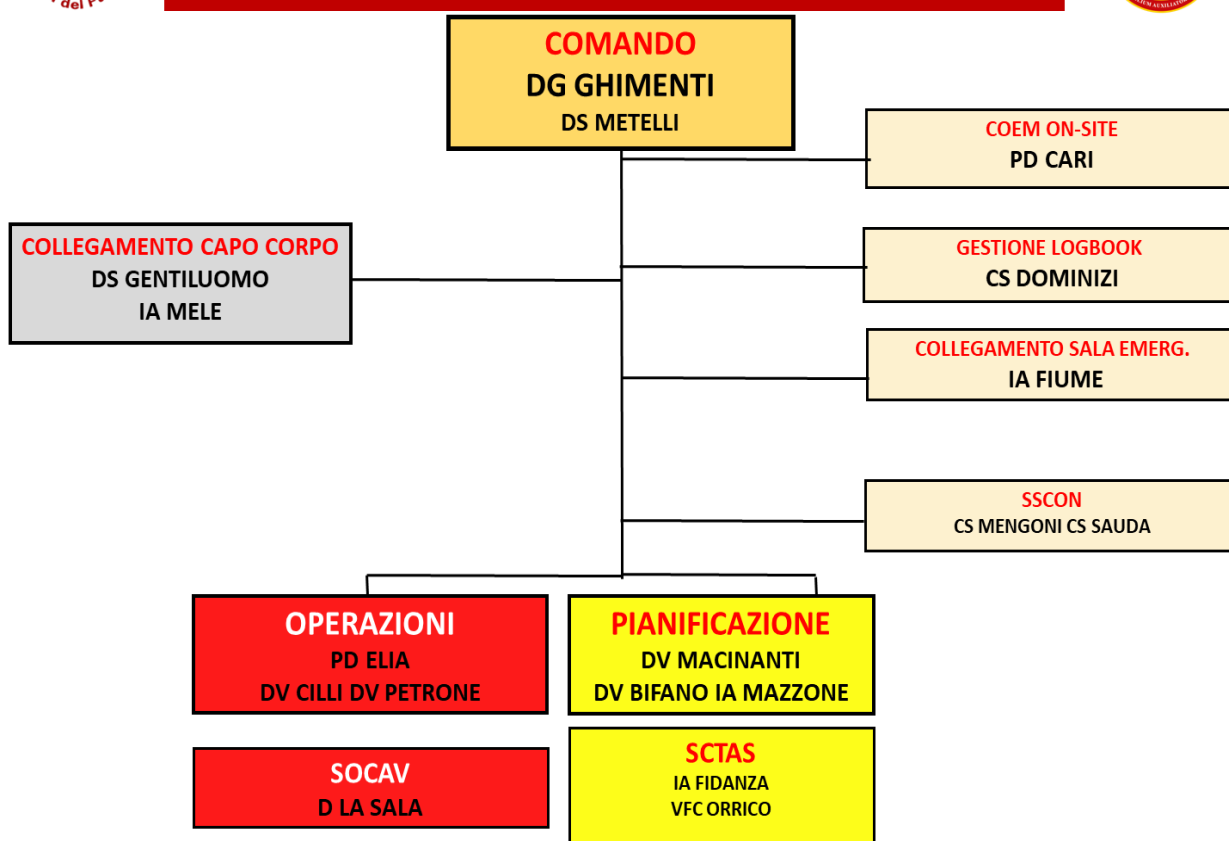 del
COMANDO
DG GHIMENTI
DS METELLI
COEM ON-SITE
PD CARI
COLLEGAMENTO CAPO CORPO
DS GENTILUOMO
IA MELE
GESTIONE LOGBOOK
CS DOMINIZI
COLLEGAMENTO SALA EMERG.
IA FIUME
SSCON
CS MENGONI CS SAUDA
OPERAZIONI
PD ELIA
DV CILLI DV PETRONE
PIANIFICAZIONE
DV MACINANTI
DV BIFANO IA MAZZONE
SOCAV
D LA SALA
SCTAS
IA FIDANZA
VFC ORRICO